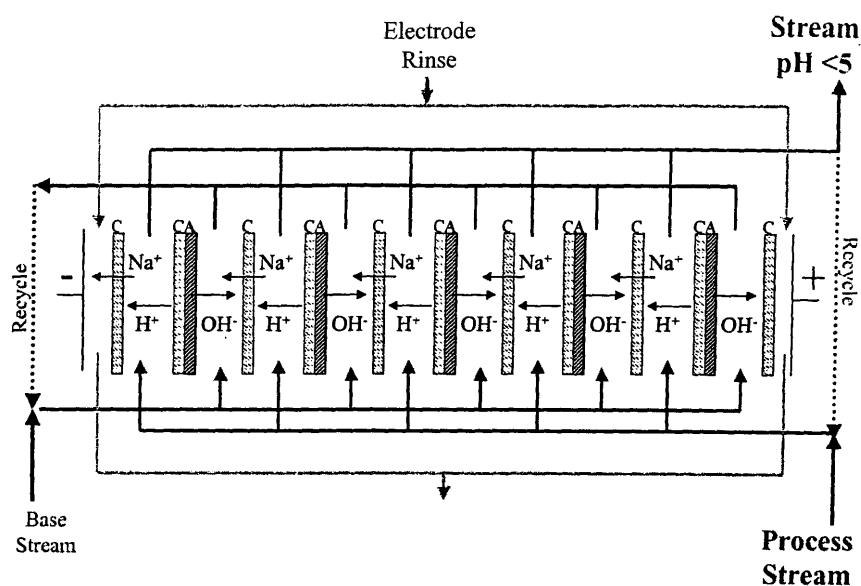 Electrode
Rinse
Stream
pH <5
C CA C CA C CA C CA C CA C
- Na⁺ Na⁺ Na⁺ Na⁺ Na⁺ +
H⁺ OH- H⁺ OH- H⁺ OH- H⁺ OH- H⁺ OH-
Recycle
Recycle
Base
Stream
Process
Stream